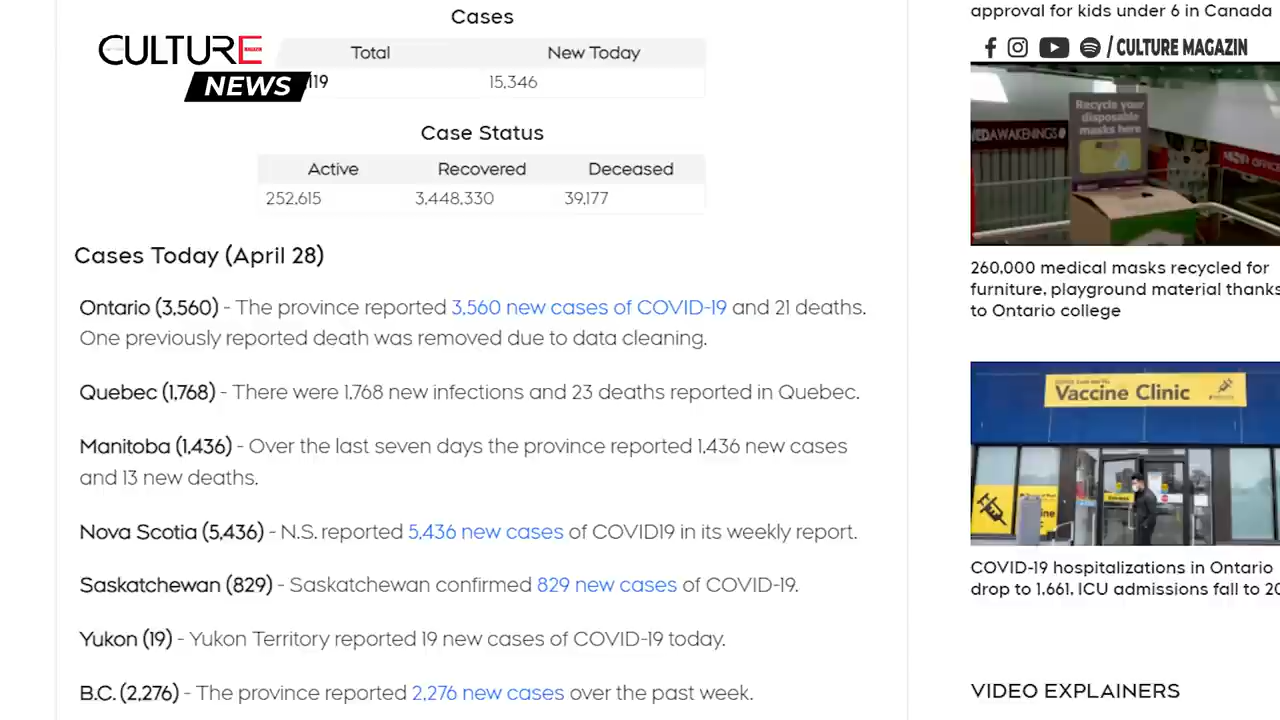 Cases
Total New Today
119 15,346
Case Status
Active Recovered Deceased
252,615 3,448,330 39,177
Cases Today (April 28)
Ontario (3,560) - The province reported 3,560 new cases of COVID-19 and 21 deaths.
One previously reported death was removed due to data cleaning.
Quebec (1,768) - There were 1,768 new infections and 23 deaths reported in Quebec.
Manitoba (1,436) - Over the last seven days the province reported 1,436 new cases
and 13 new deaths.
Nova Scotia (5,436) - N.S. reported 5,436 new cases of COVID19 in its weekly report.
Saskatchewan (829) - Saskatchewan confirmed 829 new cases of COVID-19.
Yukon (19) - Yukon Territory reported 19 new cases of COVID-19 today.
B.C. (2,276) - The province reported 2,276 new cases over the past week.
CULTURE
NEWS
approval for kids under 6 in Canada
/ CULTURE MAGAZIN
Recycle your
disposable
masks here
AWAKENINGS
260,000 medical masks recycled for
furniture, playground material thanks
to Ontario college
Vaccine Clinic
COVID-19 hospitalizations in Ontario
drop to 1,661, ICU admissions fall to 20
VIDEO EXPLAINERS